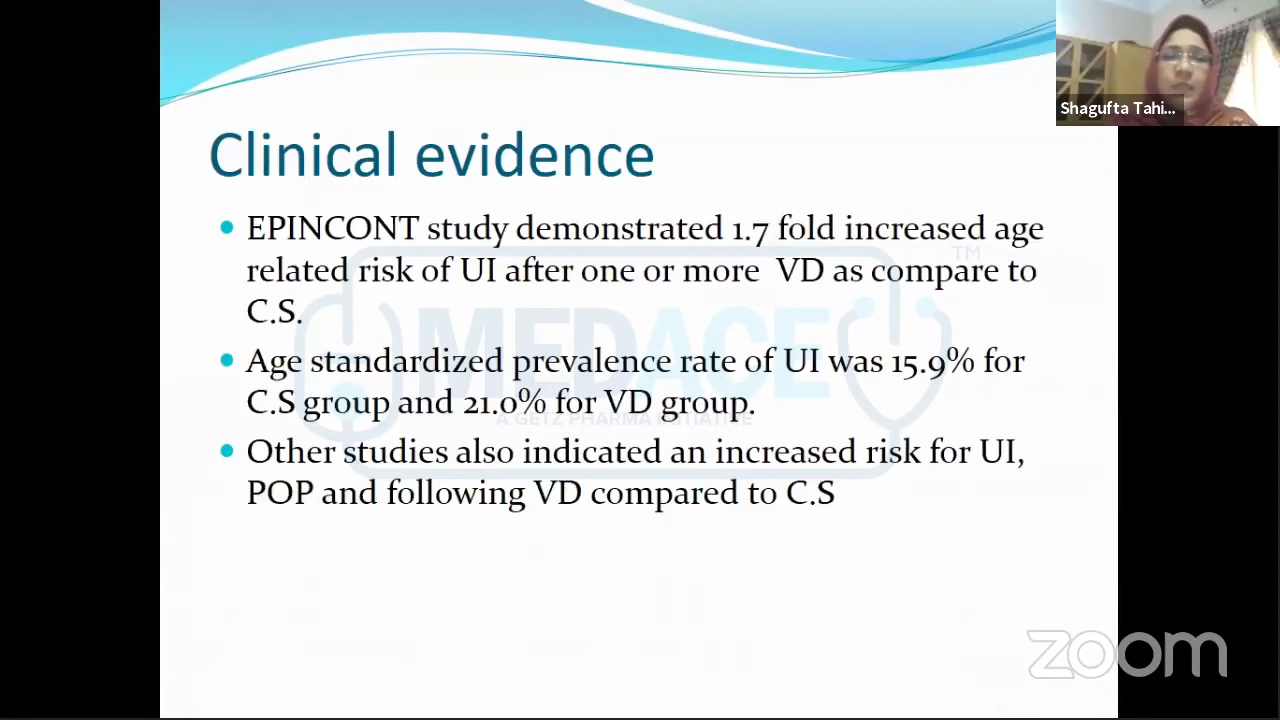 Shagufta Tahi...
Clinical evidence
EPINCONT study demonstrated 1.7 fold increased age
related risk of UI after one or more VD as compare to
C.S.
Age standardized prevalence rate of UI was 15.9% for
C.S group and 21.0% for VD group.
Other studies also indicated an increased risk for UI,
POP and following VD compared to C.S
MEDACE
TM
A GETZ PHARMA INITIATIVE
zoom